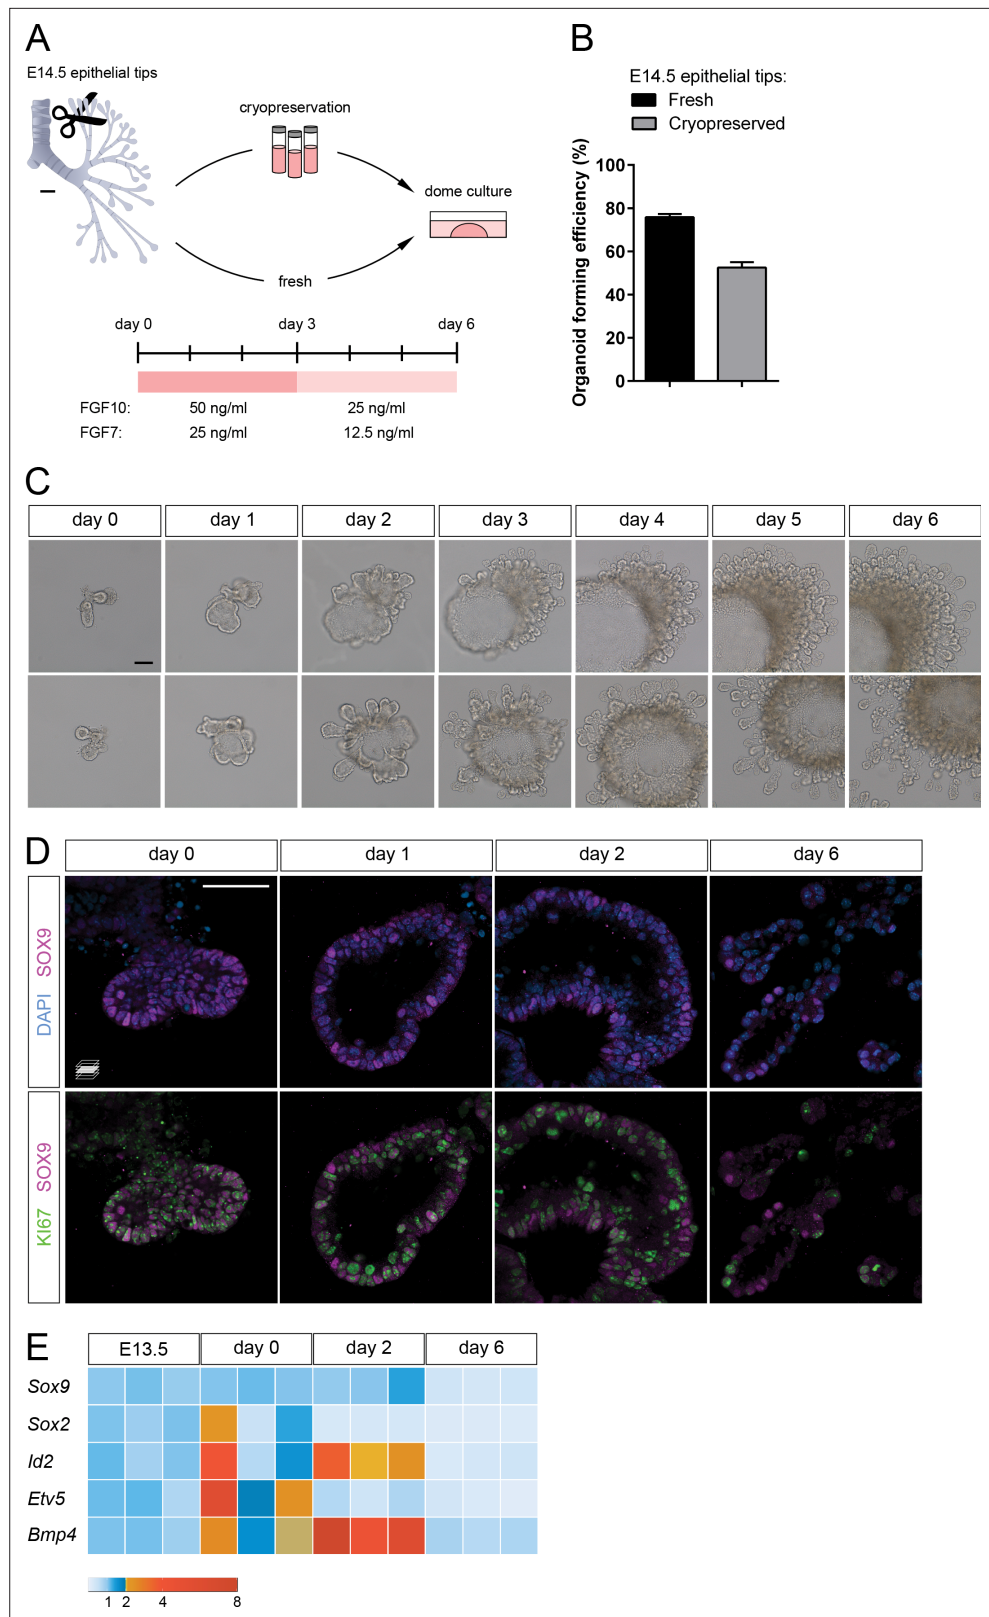 A
E14.5 epithelial tips
cryopreservation
dome culture
fresh
day 0 day 3 day 6
FGF10: 50 ng/ml 25 ng/ml
FGF7: 25 ng/ml 12.5 ng/ml
B
E14.5 epithelial tips:
Fresh
Cryopreserved
Organoid forming efficiency (%)
100
80
60
40
20
0
C
day 0 day 1 day 2 day 3 day 4 day 5 day 6
D
day 0 day 1 day 2 day 6
DAPI SOX9
KI67 SOX9
E
E13.5 day 0 day 2 day 6
Sox9
Sox2
Id2
Etv5
Bmp4
1 2 4 8